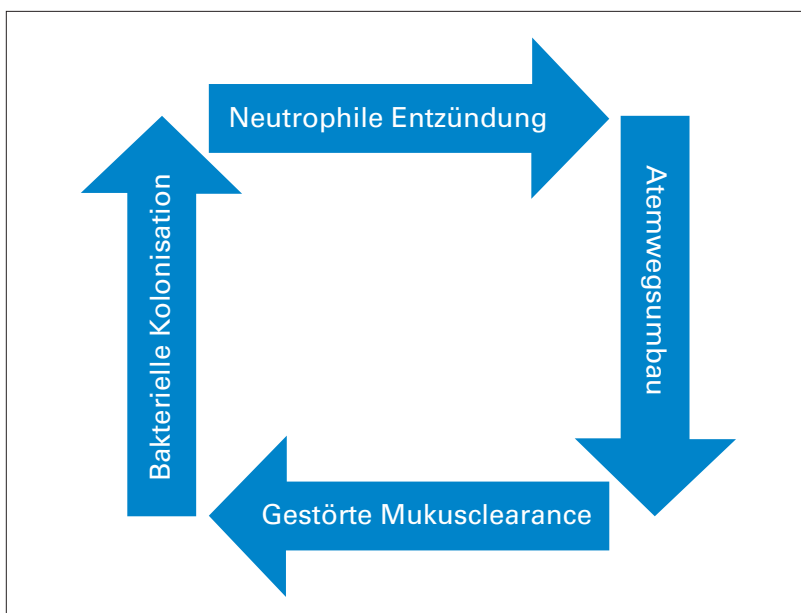 Neutrophile Entzündung
Atemwegsumbau
Gestörte Mukusclearance
Bakterielle Kolonisation